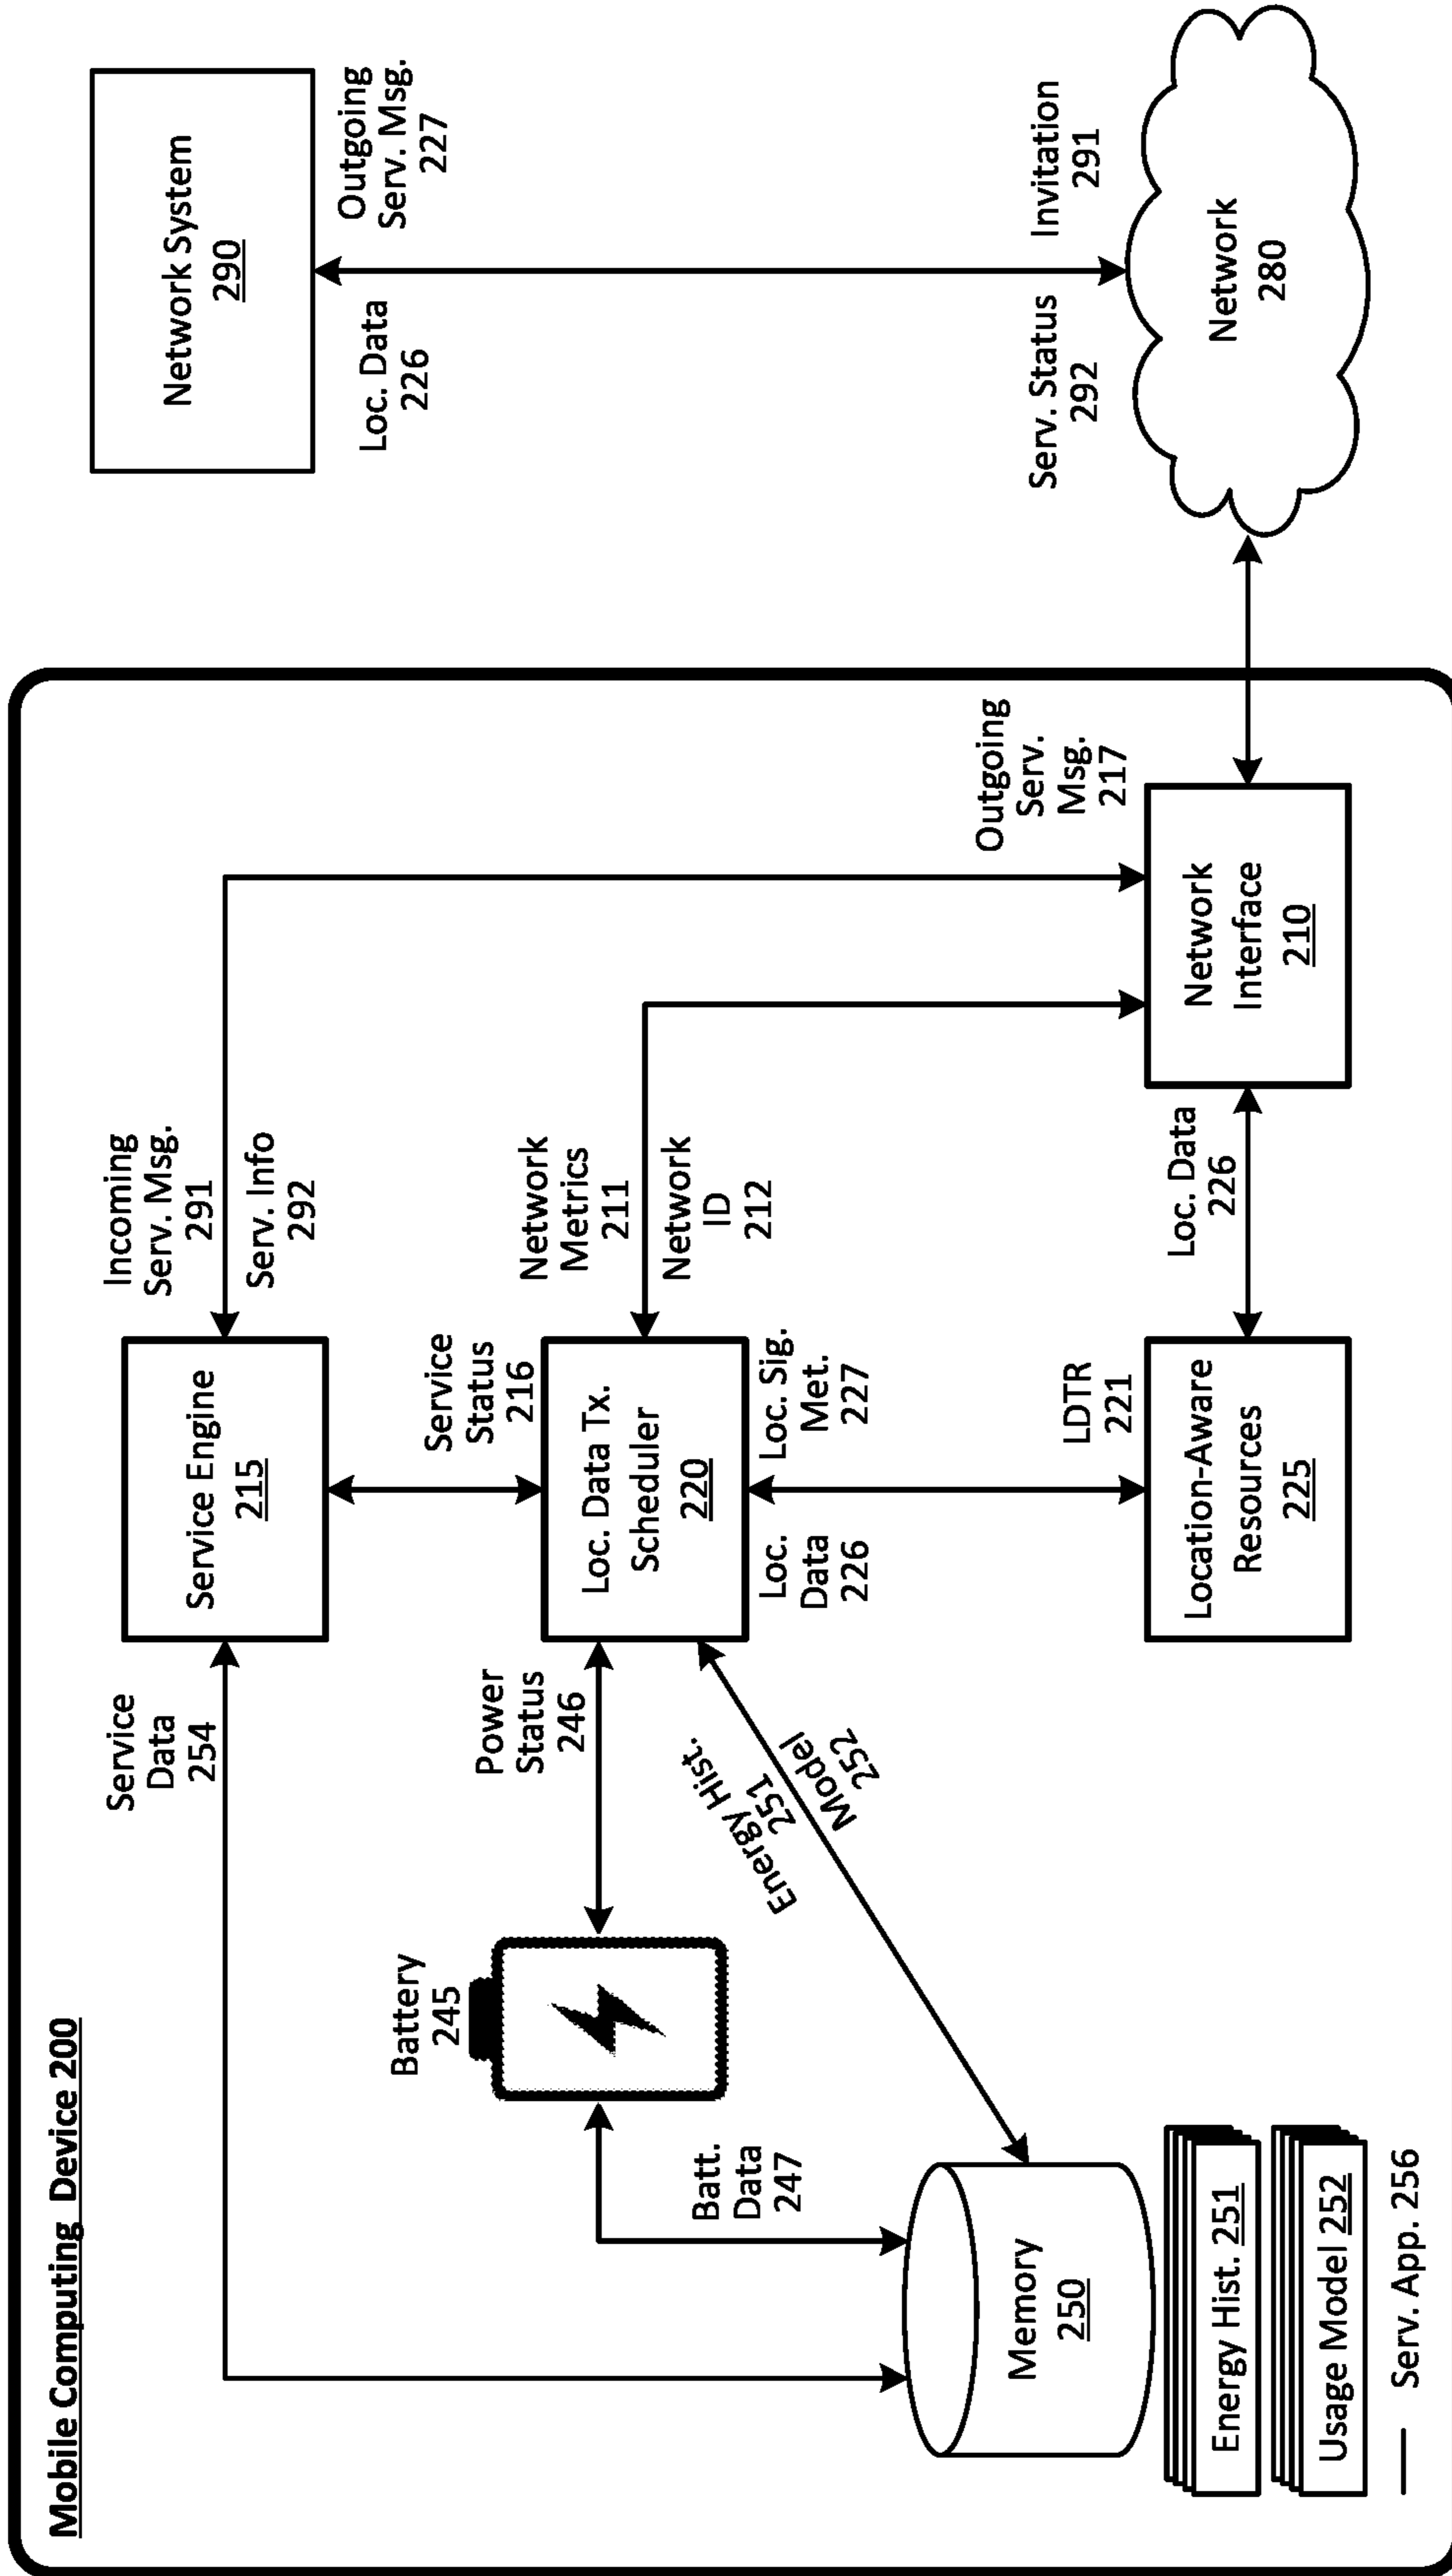 Mobile Computing Device 200
Service
Data
254
Incoming
Serv. Msg.
291
Serv. Info
292
Service Engine
215
Network System
290
Loc. Data
226
Outgoing
Serv. Msg.
227
Battery
245
Power
Status
246
Service
Status
216
Network
Metrics
211
Network
ID
212
Loc. Data Tx.
Scheduler
220
Batt.
Data
247
Energy Hist.
251
Model
252
Loc.
Data
226
Loc. Sig.
Met.
227
LDTR
221
Outgoing
Serv.
Msg.
217
Serv. Status
292
Invitation
291
Memory
250
Location-Aware
Resources
225
Loc. Data
226
Network
Interface
210
Network
280
Energy Hist. 251
Usage Model 252
— Serv. App. 256